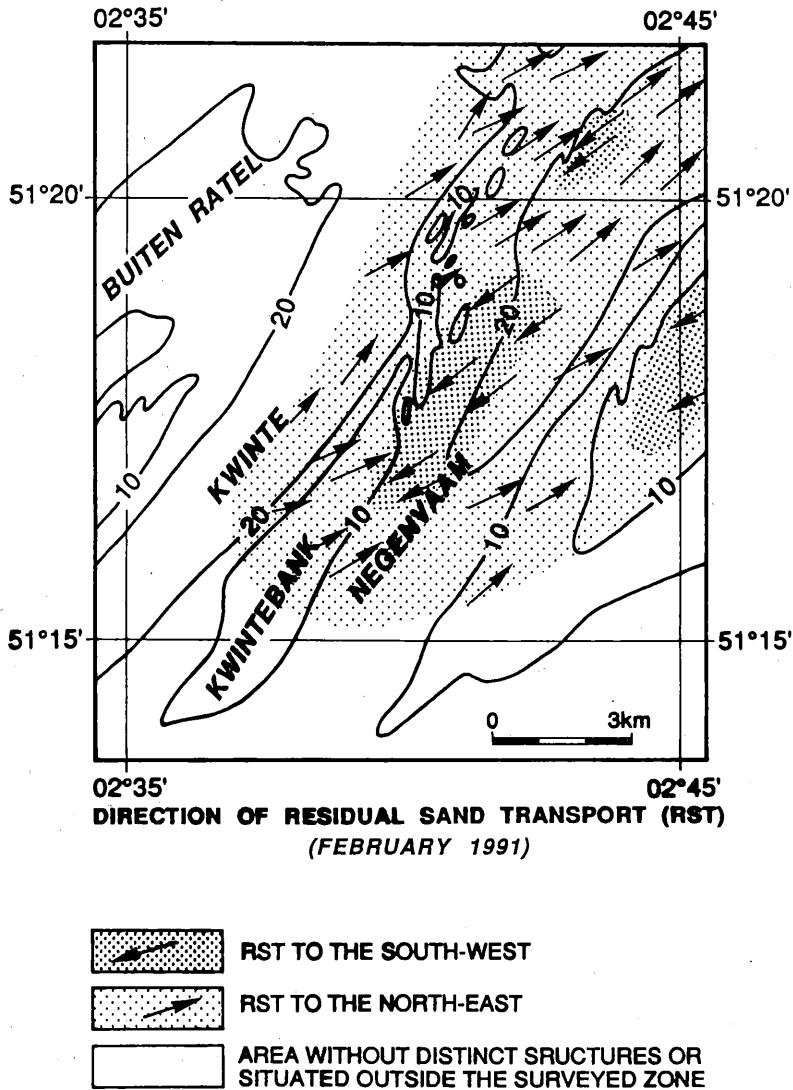 02°35'
02°45'
51°20'
51°20'
BUITEN RATEL
10
10
20
20
KWINTE
10
20
10
10
10
KWINTEBANK
NEGENVAAM
51°15'
51°15'
0 3km
02°35'
02°45'
DIRECTION OF RESIDUAL SAND TRANSPORT (RST)
(FEBRUARY 1991)
RST TO THE SOUTH-WEST
RST TO THE NORTH-EAST
AREA WITHOUT DISTINCT SRUCTURES OR
SITUATED OUTSIDE THE SURVEYED ZONE